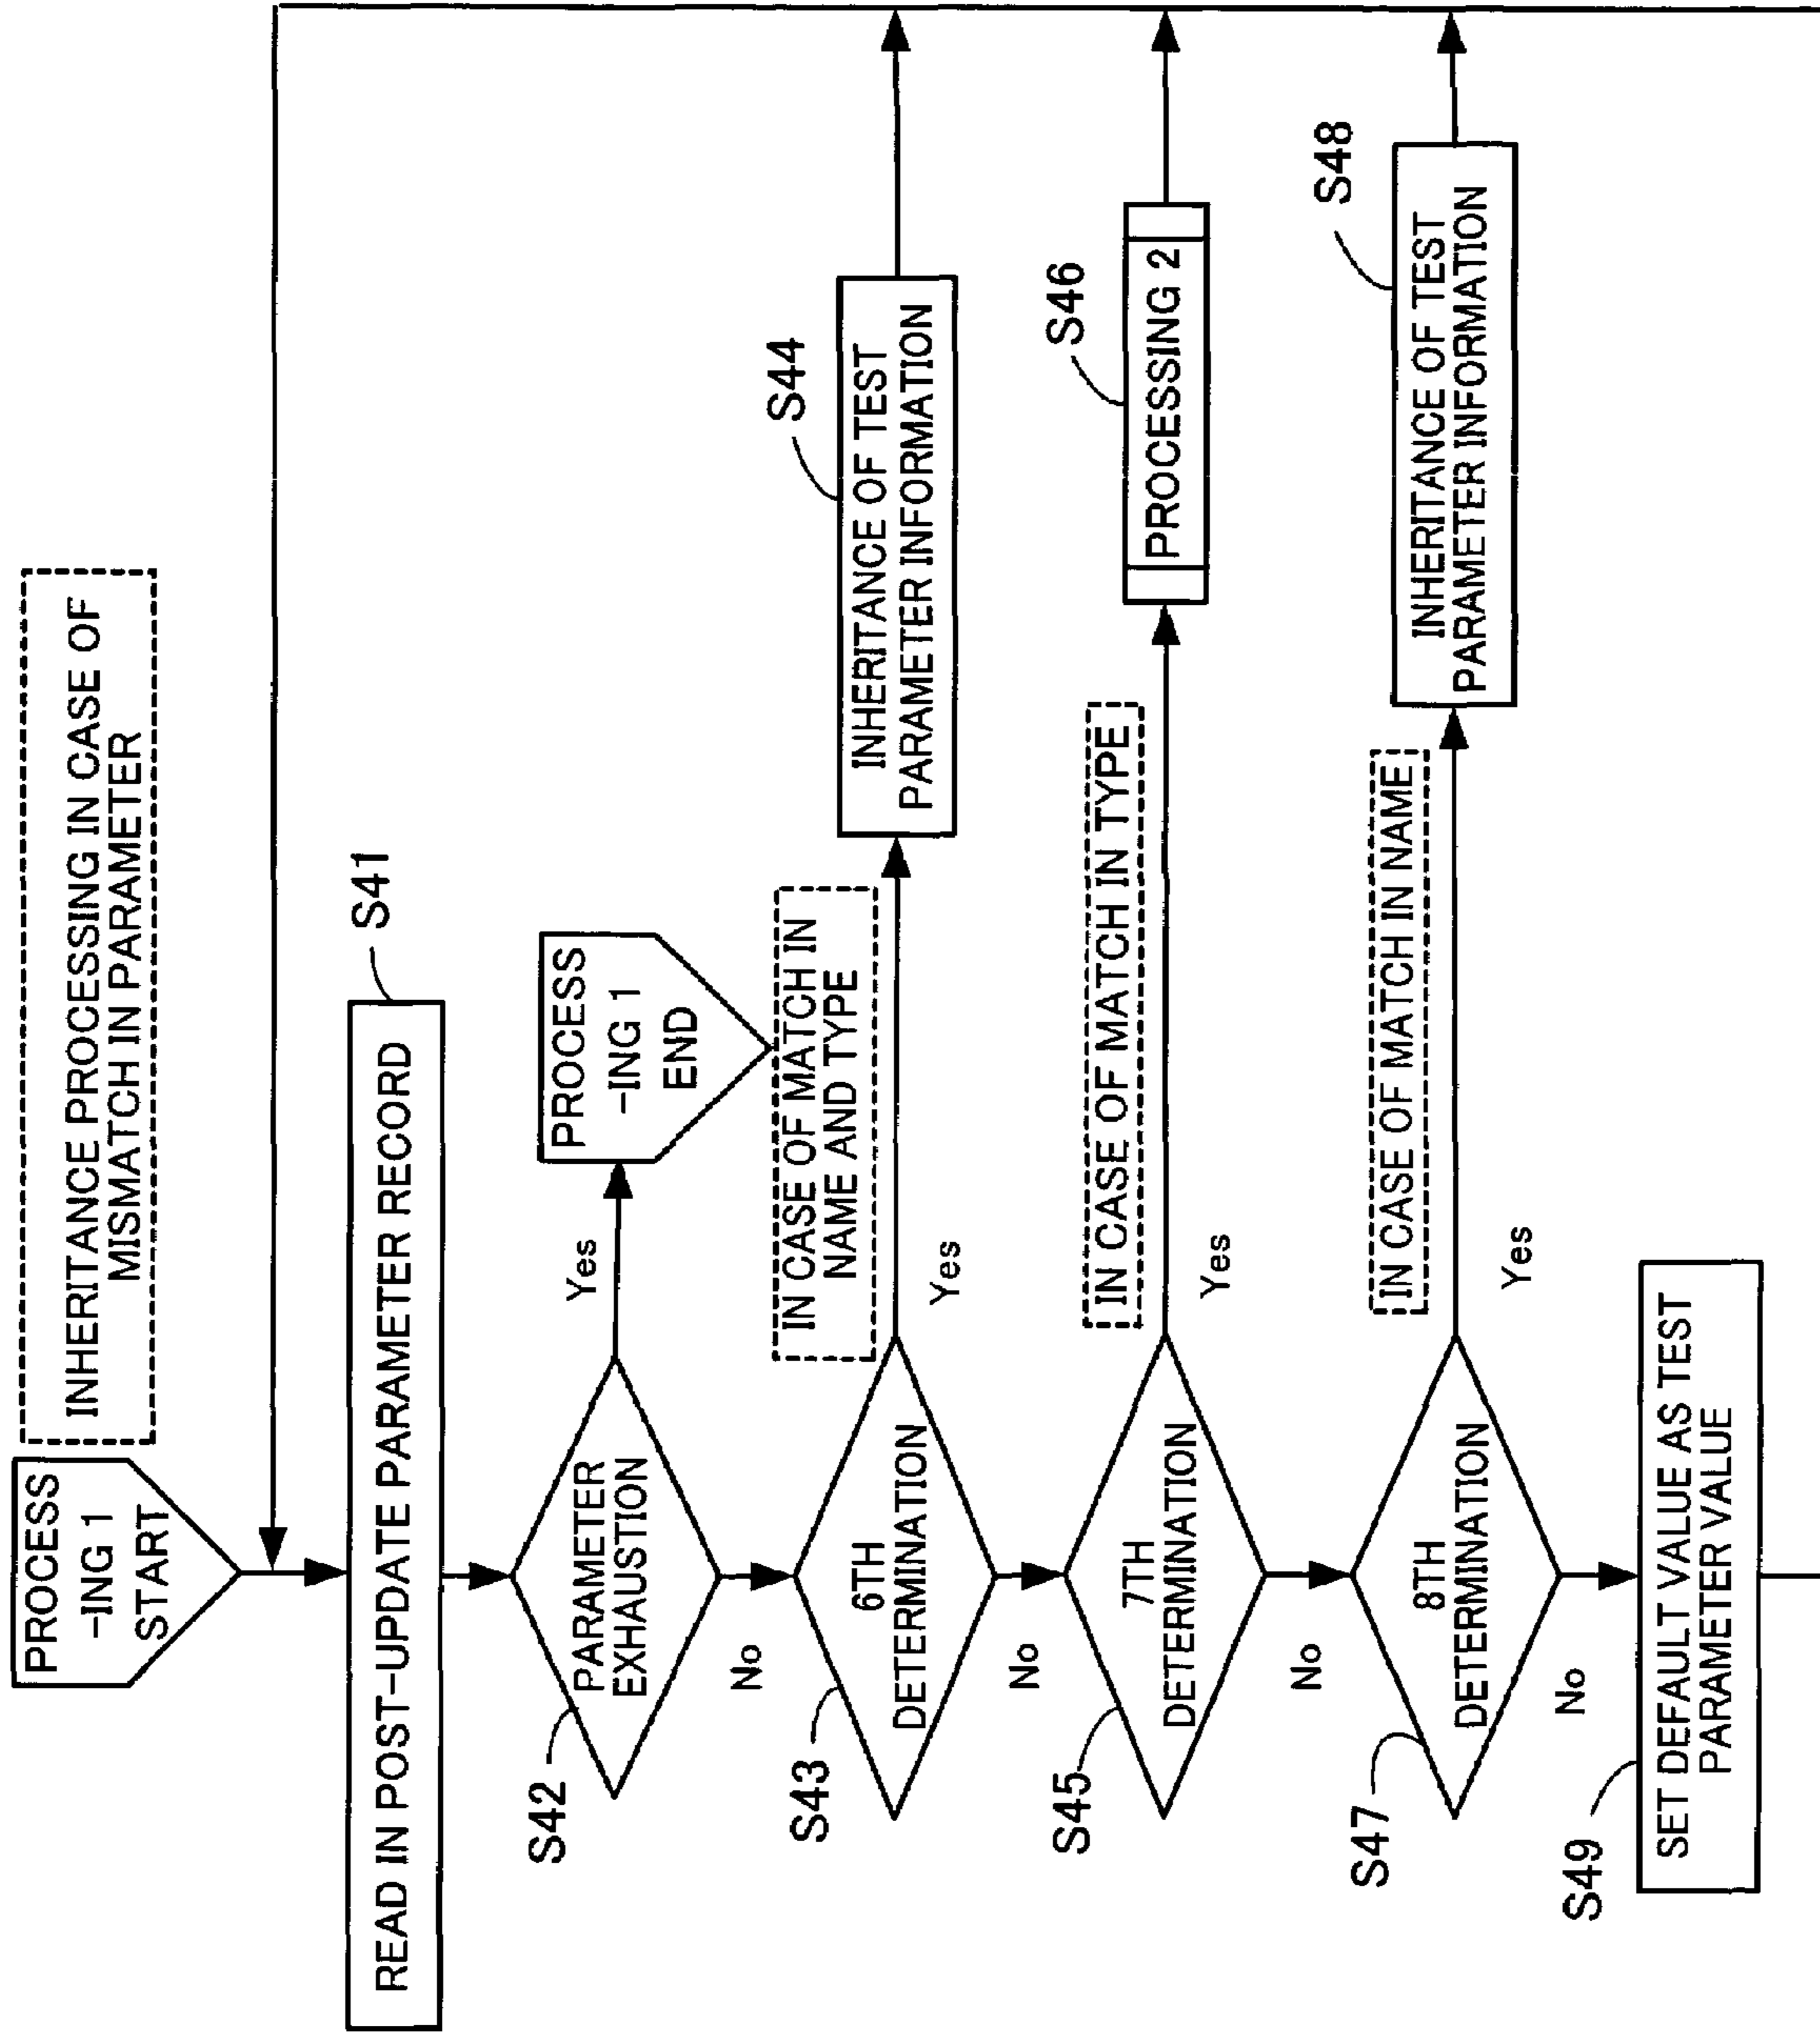 PROCESS
-ING 1
START
INHERITANCE PROCESSING IN CASE OF
MISMATCH IN PARAMETER
S41
READ IN POST-UPDATE PARAMETER RECORD
S42
PARAMETER
EXHAUSTION
Yes
PROCESS
-ING 1
END
No
S43
6TH
DETERMINATION
IN CASE OF MATCH IN
NAME AND TYPE
Yes
S44
INHERITANCE OF TEST
PARAMETER INFORMATION
No
S45
7TH
DETERMINATION
IN CASE OF MATCH IN TYPE
Yes
S46
PROCESSING 2
No
S47
8TH
DETERMINATION
IN CASE OF MATCH IN NAME
Yes
S48
INHERITANCE OF TEST
PARAMETER INFORMATION
No
S49
SET DEFAULT VALUE AS TEST
PARAMETER VALUE